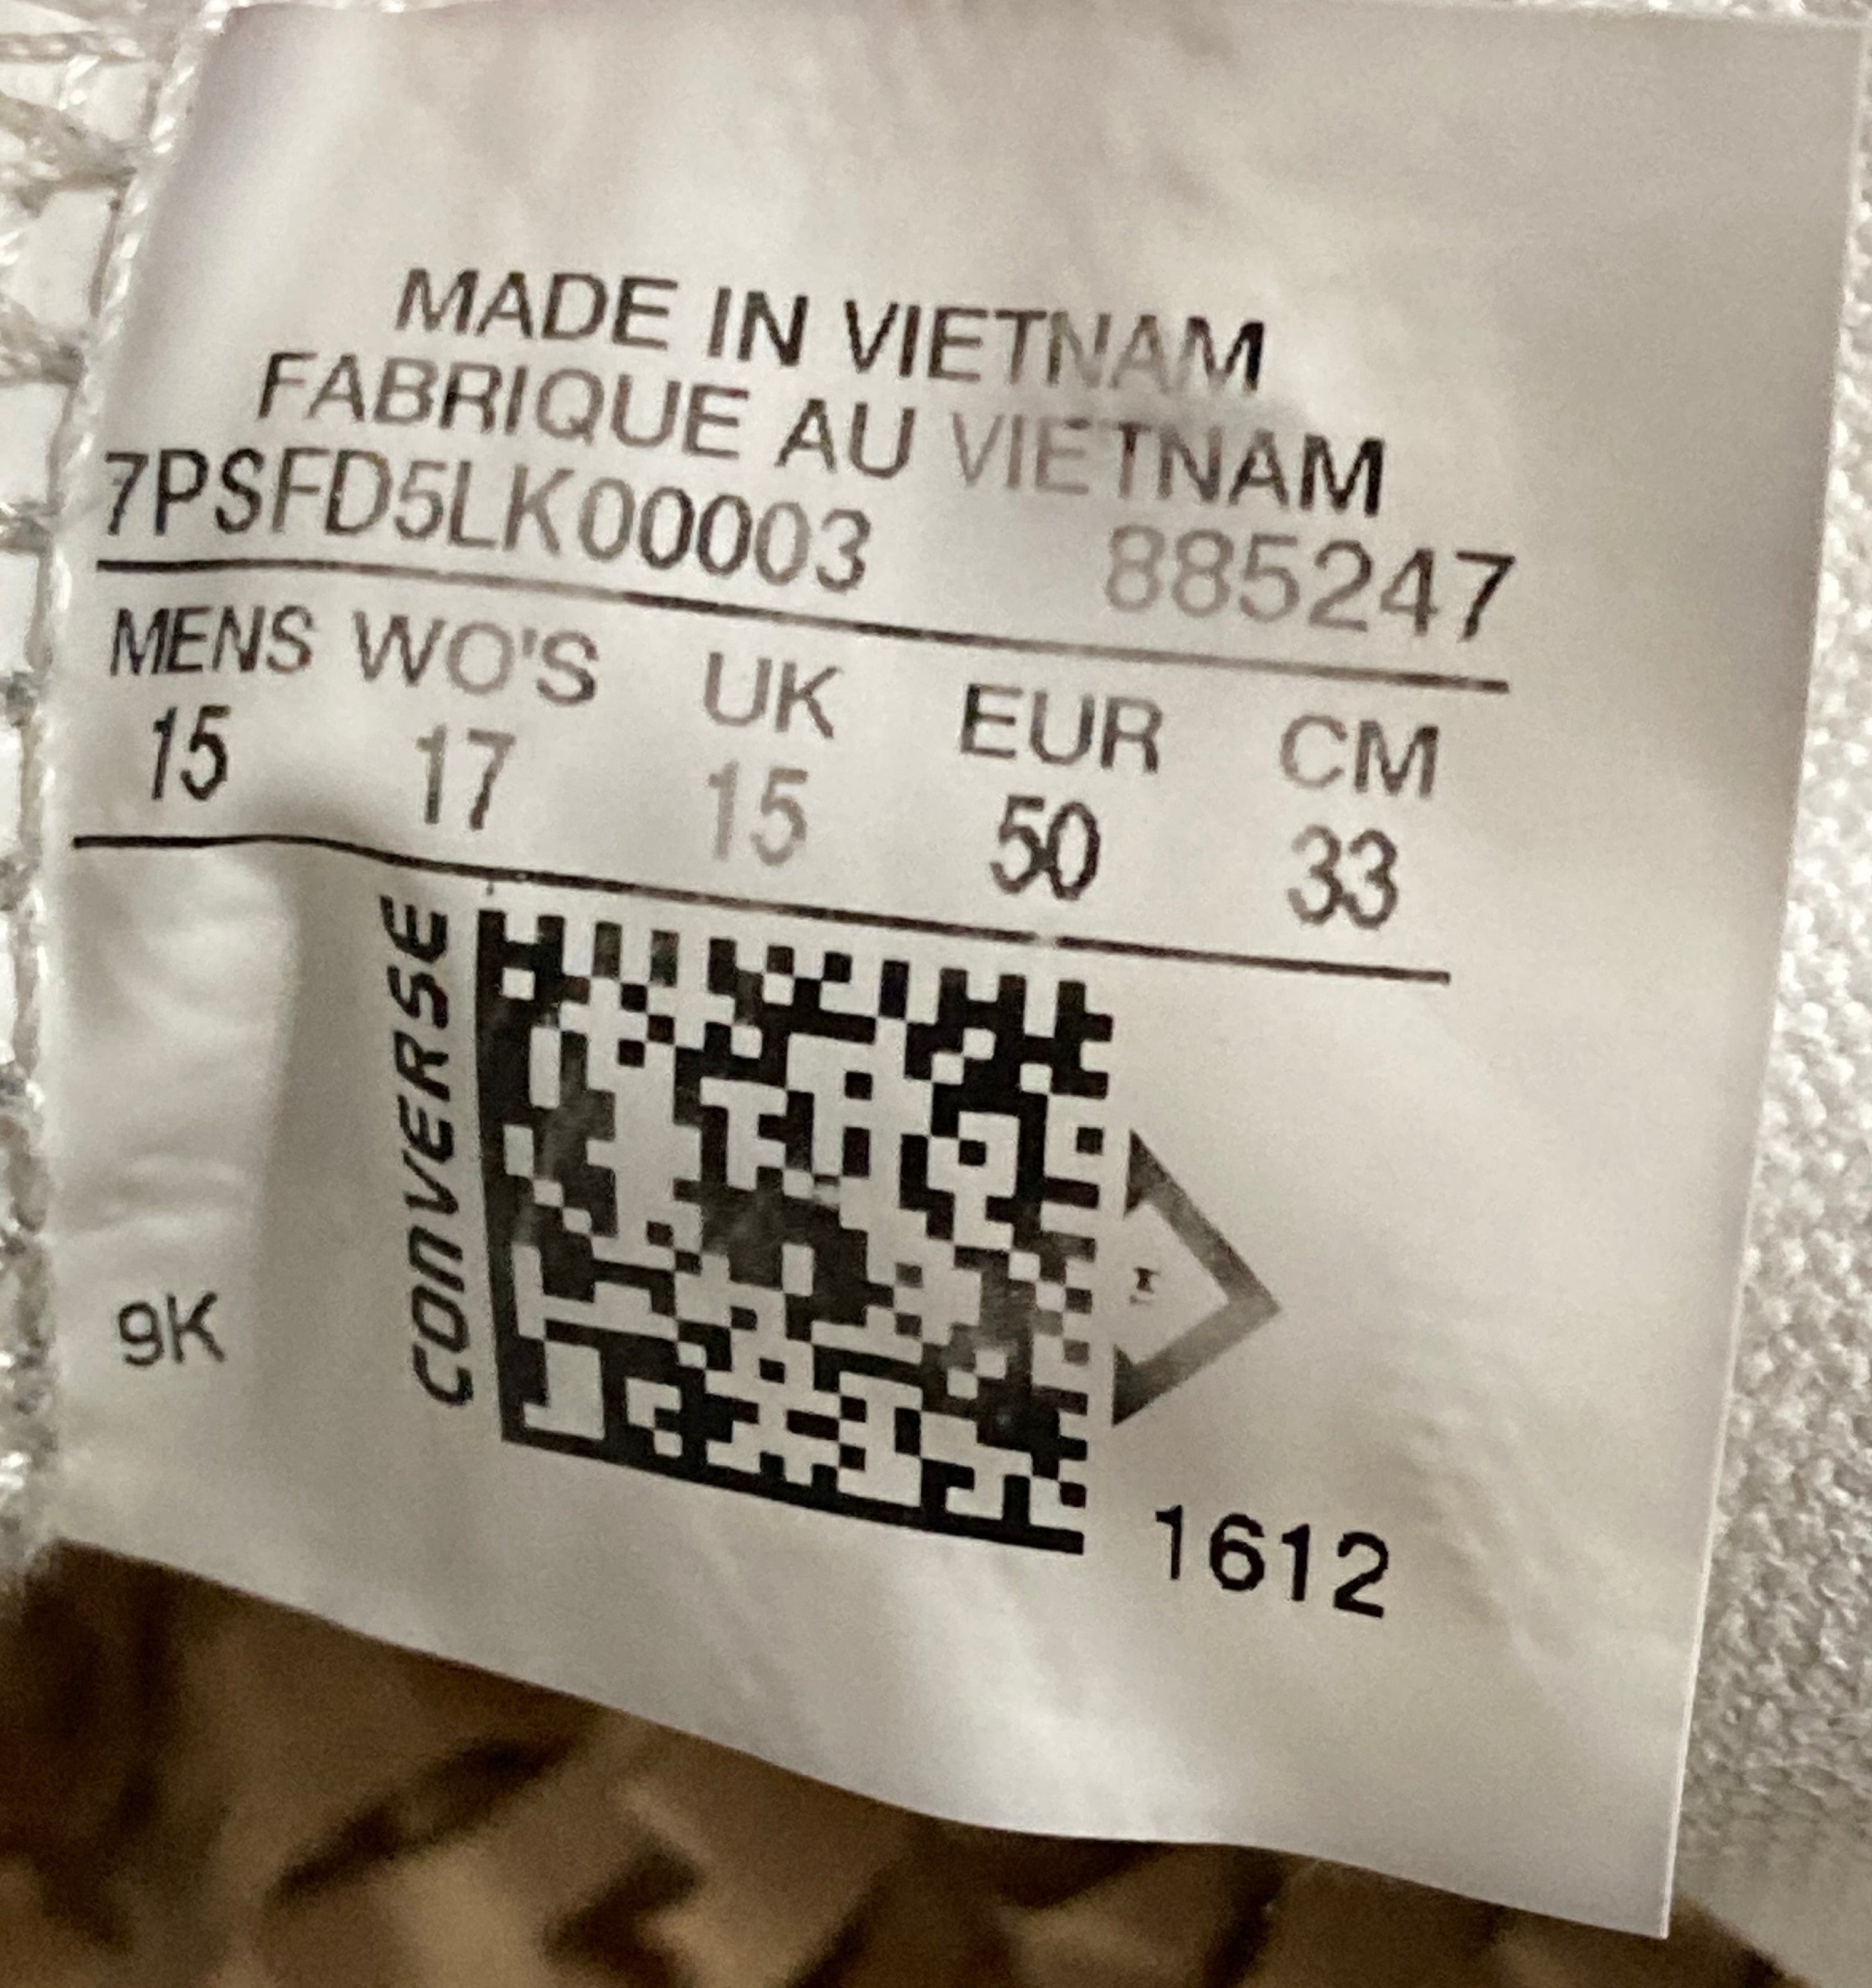 MADE IN VIETNAM
FABRIQUE AU VIETNAM
7PSFD5LK00003 885247
MENS WO'S UK EUR CM
15 17 15 50 33
CONVERSE
9K
1612